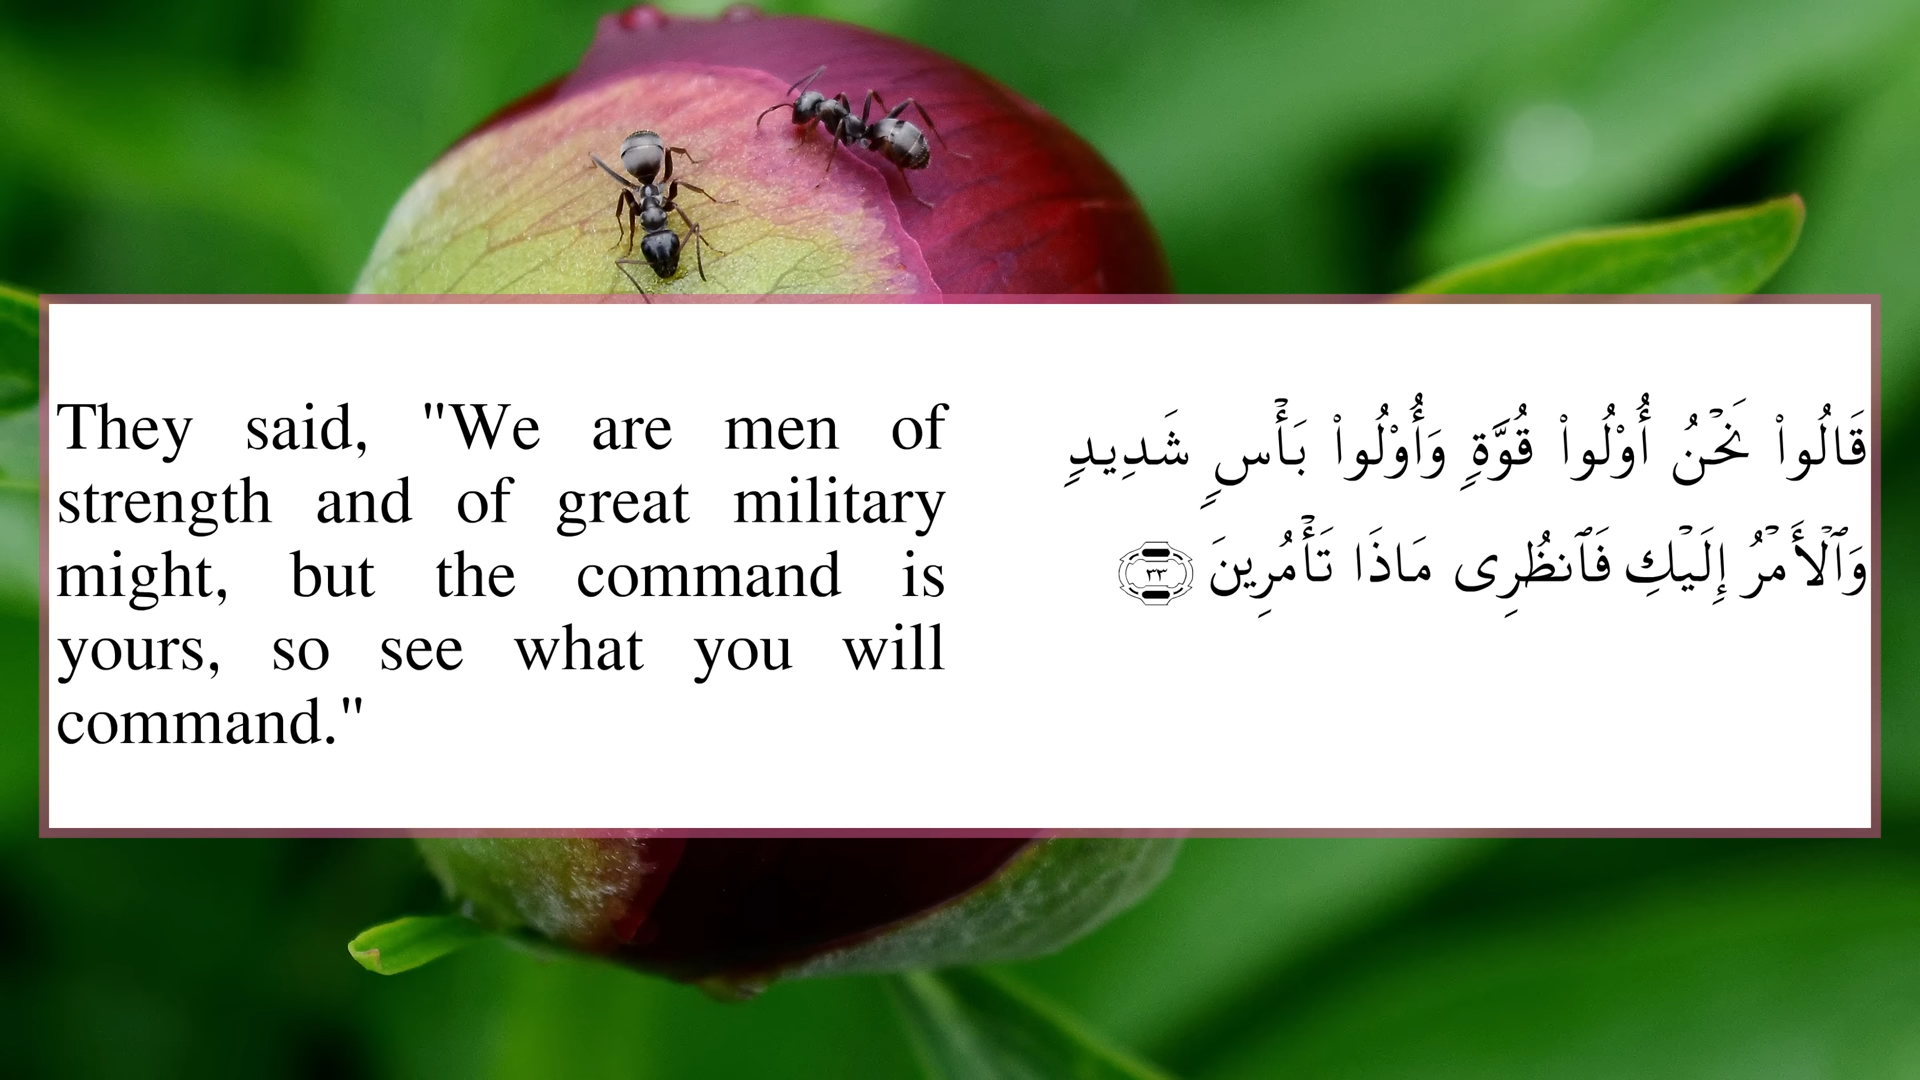 They said, "We are men of
strength and of great military
might, but the command is
yours, so see what you will
command."
قَالُوا۟ نَحْنُ أُو۟لُوا۟ قُوَّةٍ وَأُو۟لُوا۟ بَأْسٍ شَدِيدٍ
وَٱلْأَمْرُ إِلَيْكِ فَٱنظُرِى مَاذَا تَأْمُرِينَ ٣٣